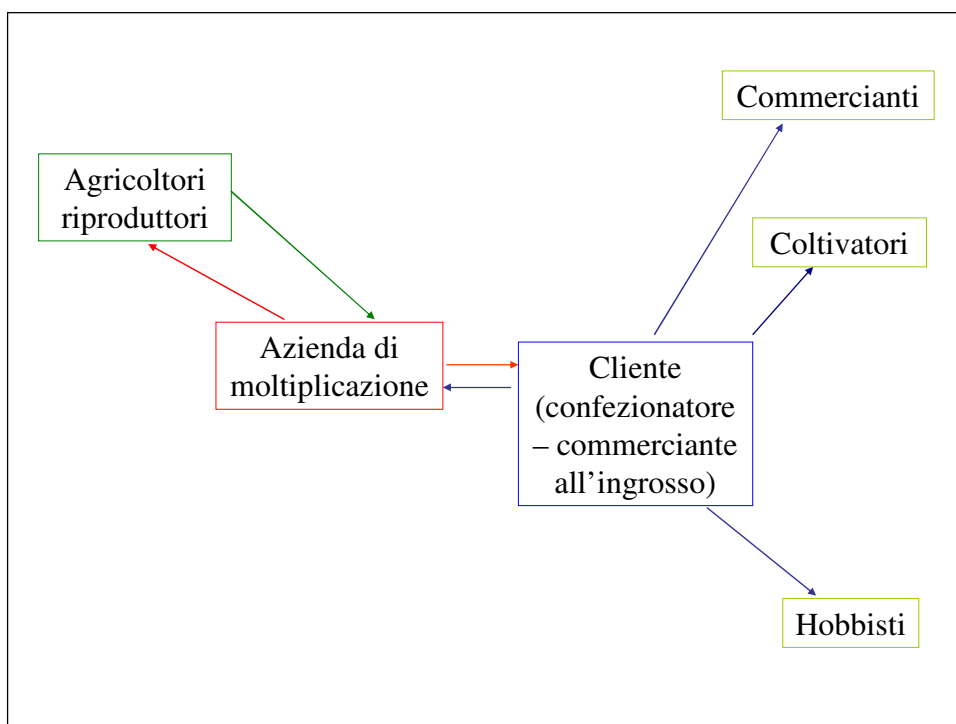 Commercianti
Agricoltori
riproduttori
Coltivatori
Azienda di
moltiplicazione
Cliente
(confezionatore
– commerciante
all’ingrosso)
Hobbisti